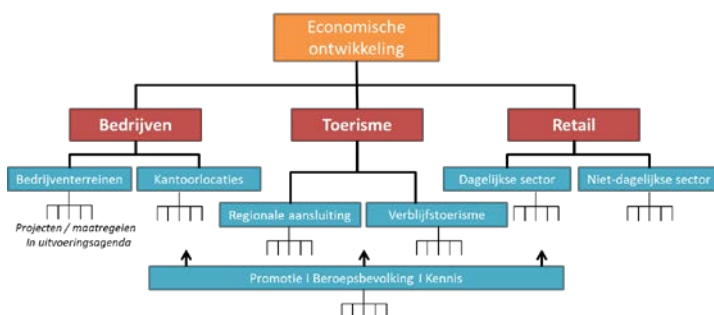 Economische
ontwikkeling
Bedrijven
Toerisme
Retail
Bedrijventerreinen
Kantoorlocaties
Dagelijkse sector
Niet-dagelijkse sector
Projecten / maatregelen
In uitvoeringsagenda
Regionale aansluiting
Verblijfstoerisme
Promotie I Beroepsbevolking I Kennis